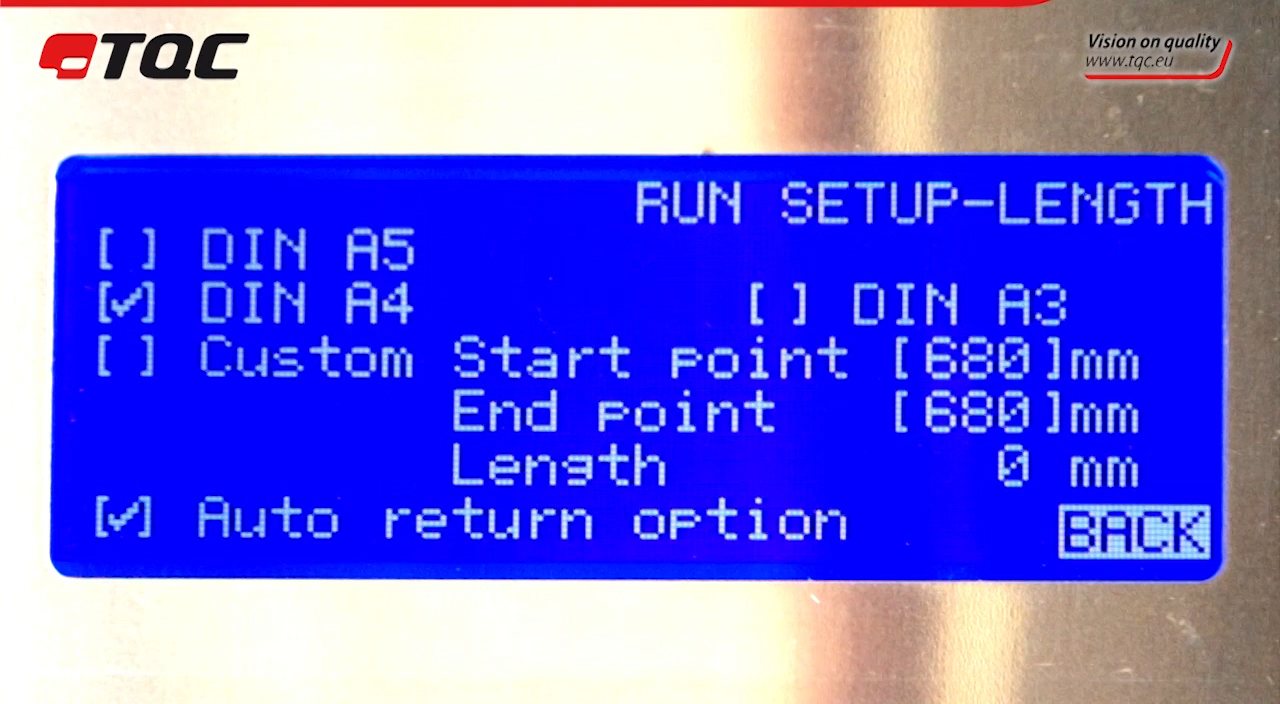 TQC
Vision on quality
www.tqc.eu
RUN SETUP-LENGTH
[ ] DIN A5
[✓] DIN A4 [ ] DIN A3
[ ] Custom Start point [680]mm
End point [680]mm
Length 0 mm
[✓] Auto return option BACK